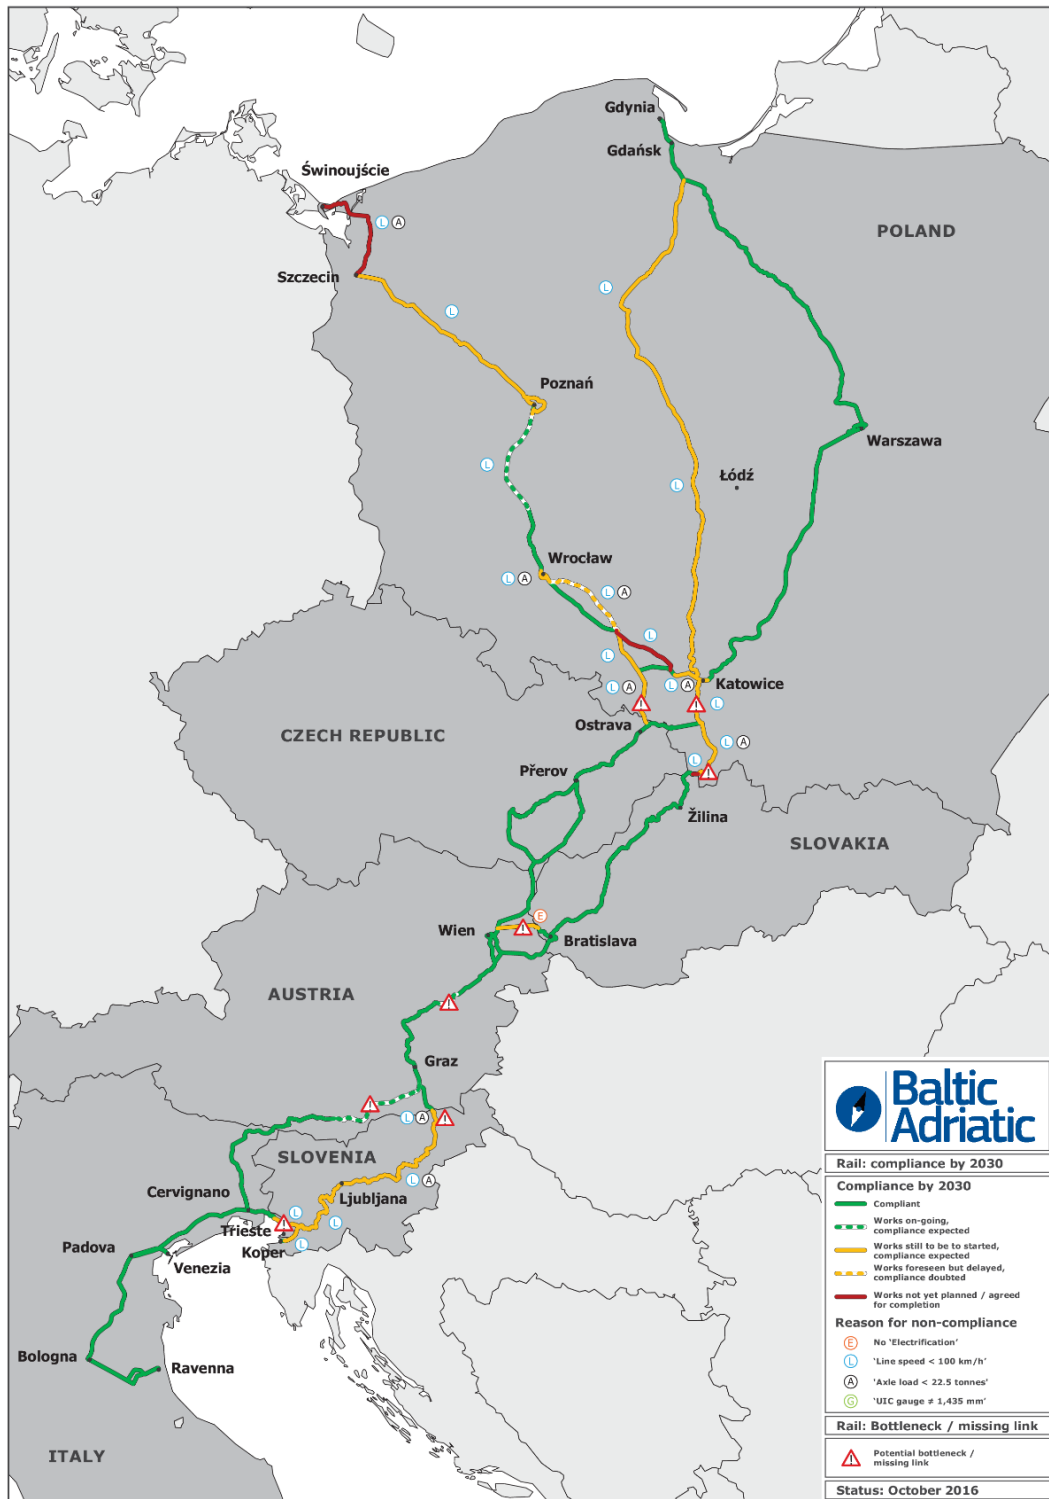 Gdynia
Gdańsk
Świnoujście
L A
POLAND
Szczecin
L
L
Poznań
Warszawa
L
Łódź
L
Wrocław
L A
L A
L
L
L A
L A
Katowice
L
Ostrava
CZECH REPUBLIC
L A
L
Přerov
Žilina
SLOVAKIA
E
Wien
Bratislava
AUSTRIA
Graz
L A
SLOVENIA
L A
Ljubljana
Cervignano
L
L
Trieste
Koper
L
Padova
Venezia
Bologna
Ravenna
ITALY
Baltic
Adriatic
Rail: compliance by 2030
Compliance by 2030
Compliant
Works on-going,
compliance expected
Works still to be to started,
compliance expected
Works foreseen but delayed,
compliance doubted
Works not yet planned / agreed
for completion
Reason for non-compliance
E No 'Electrification'
L 'Line speed < 100 km/h'
A 'Axle load < 22.5 tonnes'
G 'UIC gauge ≠ 1,435 mm'
Rail: Bottleneck / missing link
! Potential bottleneck /
missing link
Status: October 2016